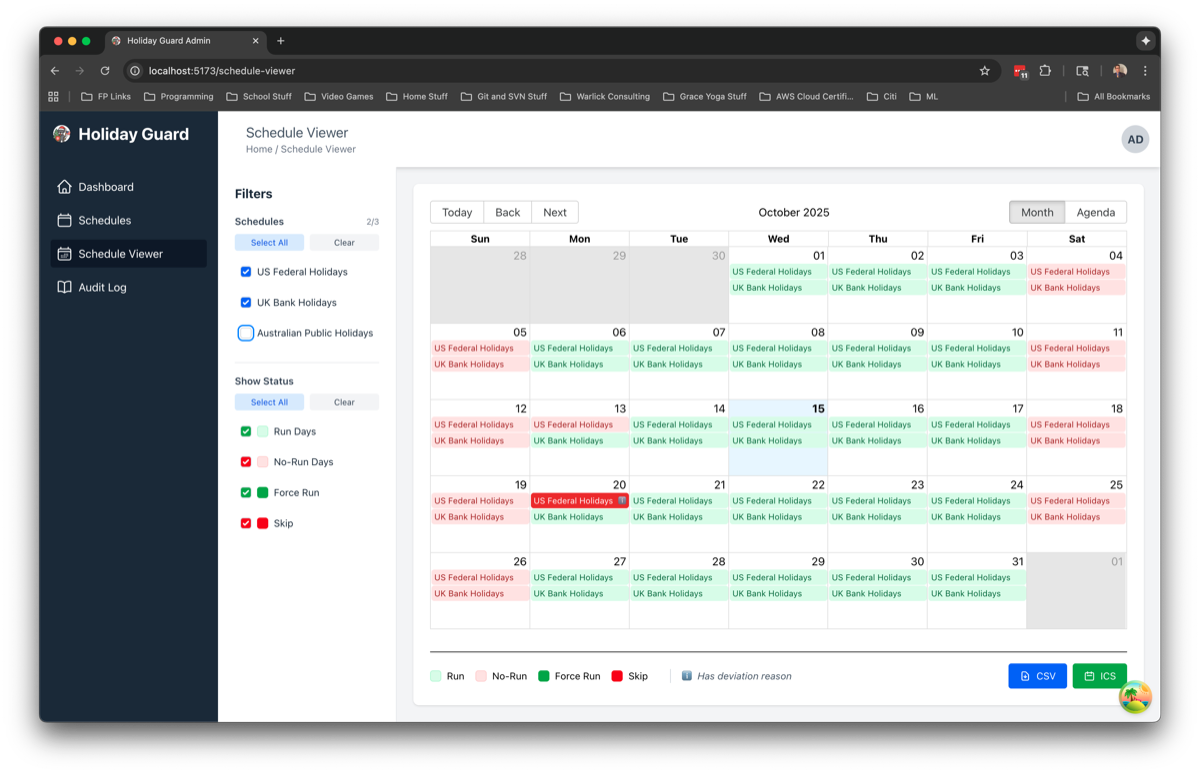 Holiday Guard Admin
localhost:5173/schedule-viewer
11
FP Links Programming School Stuff Video Games Home Stuff Git and SVN Stuff Warlick Consulting Grace Yoga Stuff AWS Cloud Certifi... Citi ML All Bookmarks
Holiday Guard
Dashboard
Schedules
Schedule Viewer
Audit Log
Schedule Viewer
Home / Schedule Viewer
AD
Filters
Schedules 2/3
Select All Clear
US Federal Holidays
UK Bank Holidays
Australian Public Holidays
Show Status
Select All Clear
Run Days
No-Run Days
Force Run
Skip
Today Back Next
October 2025
Month Agenda
Sun Mon Tue Wed Thu Fri Sat
28 29 30 01 02 03 04
US Federal Holidays US Federal Holidays US Federal Holidays US Federal Holidays
UK Bank Holidays UK Bank Holidays UK Bank Holidays UK Bank Holidays
05 06 07 08 09 10 11
US Federal Holidays US Federal Holidays US Federal Holidays US Federal Holidays US Federal Holidays US Federal Holidays US Federal Holidays
UK Bank Holidays UK Bank Holidays UK Bank Holidays UK Bank Holidays UK Bank Holidays UK Bank Holidays UK Bank Holidays
12 13 14 15 16 17 18
US Federal Holidays US Federal Holidays US Federal Holidays US Federal Holidays US Federal Holidays US Federal Holidays US Federal Holidays
UK Bank Holidays UK Bank Holidays UK Bank Holidays UK Bank Holidays UK Bank Holidays UK Bank Holidays UK Bank Holidays
19 20 21 22 23 24 25
US Federal Holidays US Federal Holidays ℹ️ US Federal Holidays US Federal Holidays US Federal Holidays US Federal Holidays US Federal Holidays
UK Bank Holidays UK Bank Holidays UK Bank Holidays UK Bank Holidays UK Bank Holidays UK Bank Holidays UK Bank Holidays
26 27 28 29 30 31 01
US Federal Holidays US Federal Holidays US Federal Holidays US Federal Holidays US Federal Holidays US Federal Holidays
UK Bank Holidays UK Bank Holidays UK Bank Holidays UK Bank Holidays UK Bank Holidays UK Bank Holidays
Run No-Run Force Run Skip ℹ️ Has deviation reason
CSV ICS